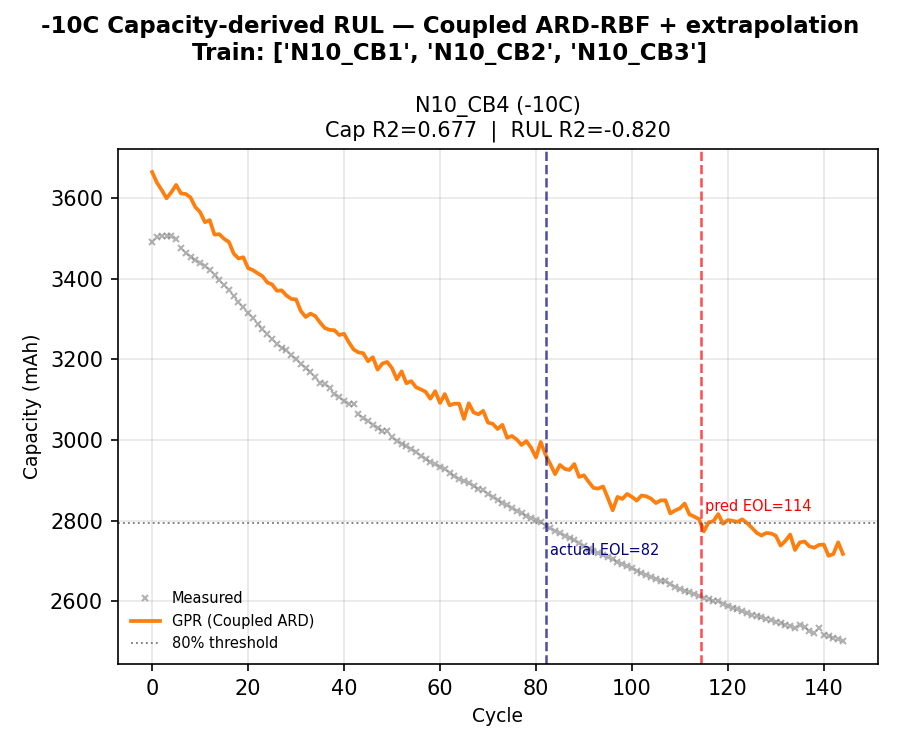 -10C Capacity-derived RUL — Coupled ARD-RBF + extrapolation
Train: ['N10_CB1', 'N10_CB2', 'N10_CB3']
N10_CB4 (-10C)
Cap R2=0.677 | RUL R2=-0.820
Capacity (mAh)
3600
3400
3200
3000
2800
2600
pred EOL=114
actual EOL=82
Measured
GPR (Coupled ARD)
80% threshold
0 20 40 60 80 100 120 140
Cycle